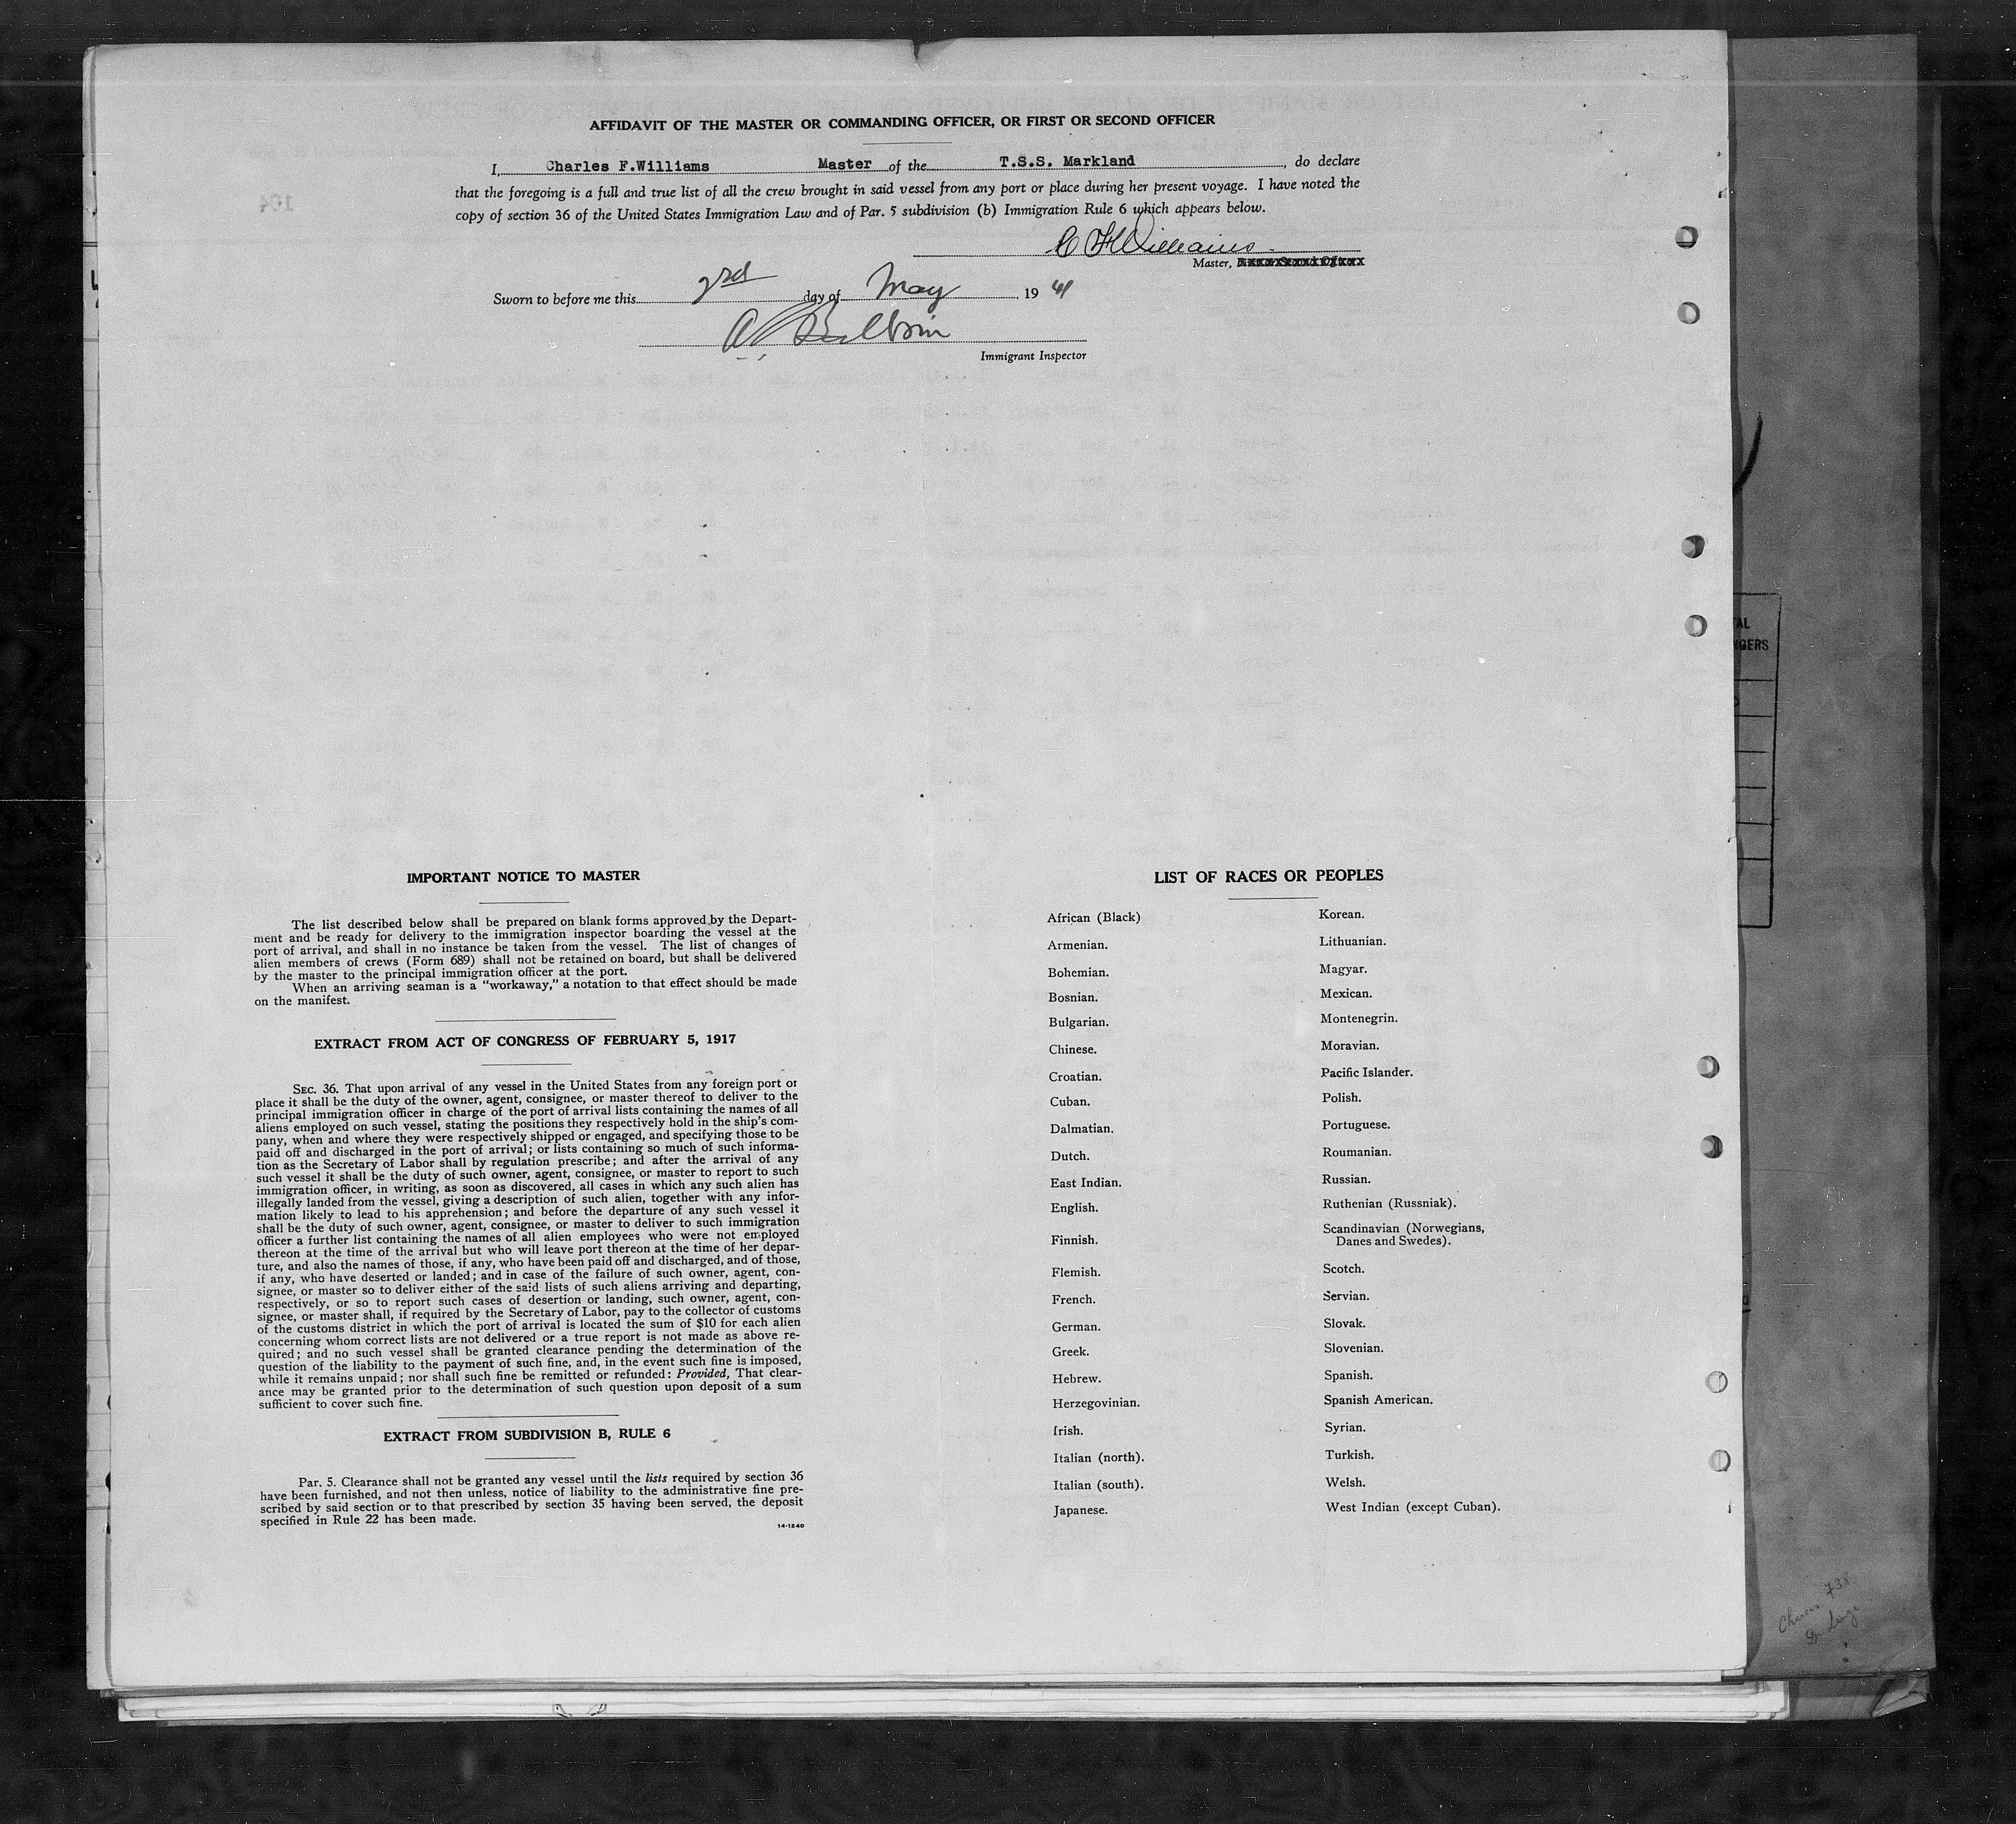 AFFIDAVIT OF THE MASTER OR COMMANDING OFFICER, OR FIRST OR SECOND OFFICER
I, Charles F.Williams Master of the T.S.S. Markland, do declare
that the foregoing is a full and true list of all the crew brought in said vessel from any port or place during her present voyage. I have noted the
copy of section 36 of the United States Immigration Law and of Par. 5 subdivision (b) Immigration Rule 6 which appears below.
C F Williams
Master,
Sworn to before me this 3rd day of May 19 41
Immigrant Inspector
IMPORTANT NOTICE TO MASTER
The list described below shall be prepared on blank forms approved by the Depart-
ment and be ready for delivery to the immigration inspector boarding the vessel at the
port of arrival, and shall in no instance be taken from the vessel. The list of changes of
alien members of crews (Form 689) shall not be retained on board, but shall be delivered
by the master to the principal immigration officer at the port.
When an arriving seaman is a “workaway,” a notation to that effect should be made
on the manifest.
EXTRACT FROM ACT OF CONGRESS OF FEBRUARY 5, 1917
SEC. 36. That upon arrival of any vessel in the United States from any foreign port or
place it shall be the duty of the owner, agent, consignee, or master thereof to deliver to the
principal immigration officer in charge of the port of arrival lists containing the names of all
aliens employed on such vessel, stating the positions they respectively hold in the ship's com-
pany, when and where they were respectively shipped or engaged, and specifying those to be
paid off and discharged in the port of arrival; or lists containing so much of such informa-
tion as the Secretary of Labor shall by regulation prescribe; and after the arrival of any
such vessel it shall be the duty of such owner, agent, consignee, or master to report to such
immigration officer, in writing, as soon as discovered, all cases in which any such alien has
illegally landed from the vessel, giving a description of such alien, together with any infor-
mation likely to lead to his apprehension; and before the departure of any such vessel it
shall be the duty of such owner, agent, consignee, or master to deliver to such immigration
officer a further list containing the names of all alien employees who were not employed
thereon at the time of the arrival but who will leave port thereon at the time of her depar-
ture, and also the names of those, if any, who have been paid off and discharged, and of those,
if any, who have deserted or landed; and in case of the failure of such owner, agent, con-
signee, or master so to deliver either of the said lists of such aliens arriving and departing,
respectively, or so to report such cases of desertion or landing, such owner, agent, con-
signee, or master shall, if required by the Secretary of Labor, pay to the collector of customs
of the customs district in which the port of arrival is located the sum of $10 for each alien
concerning whom correct lists are not delivered or a true report is not made as above re-
quired; and no such vessel shall be granted clearance pending the determination of the
question of the liability to the payment of such fine, and, in the event such fine is imposed,
while it remains unpaid; nor shall such fine be remitted or refunded: Provided, That clear-
ance may be granted prior to the determination of such question upon deposit of a sum
sufficient to cover such fine.
EXTRACT FROM SUBDIVISION B, RULE 6
Par. 5. Clearance shall not be granted any vessel until the lists required by section 36
have been furnished, and not then unless, notice of liability to the administrative fine pre-
scribed by said section or to that prescribed by section 35 having been served, the deposit
specified in Rule 22 has been made.
14-1240
LIST OF RACES OR PEOPLES
African (Black)
Armenian.
Bohemian.
Bosnian.
Bulgarian.
Chinese.
Croatian.
Cuban.
Dalmatian.
Dutch.
East Indian.
English.
Finnish.
Flemish.
French.
German.
Greek.
Hebrew.
Herzegovinian.
Irish.
Italian (north).
Italian (south).
Japanese.
Korean.
Lithuanian.
Magyar.
Mexican.
Montenegrin.
Moravian.
Pacific Islander.
Polish.
Portuguese.
Roumanian.
Russian.
Ruthenian (Russniak).
Scandinavian (Norwegians,
Danes and Swedes).
Scotch.
Servian.
Slovak.
Slovenian.
Spanish.
Spanish American.
Syrian.
Turkish.
Welsh.
West Indian (except Cuban).